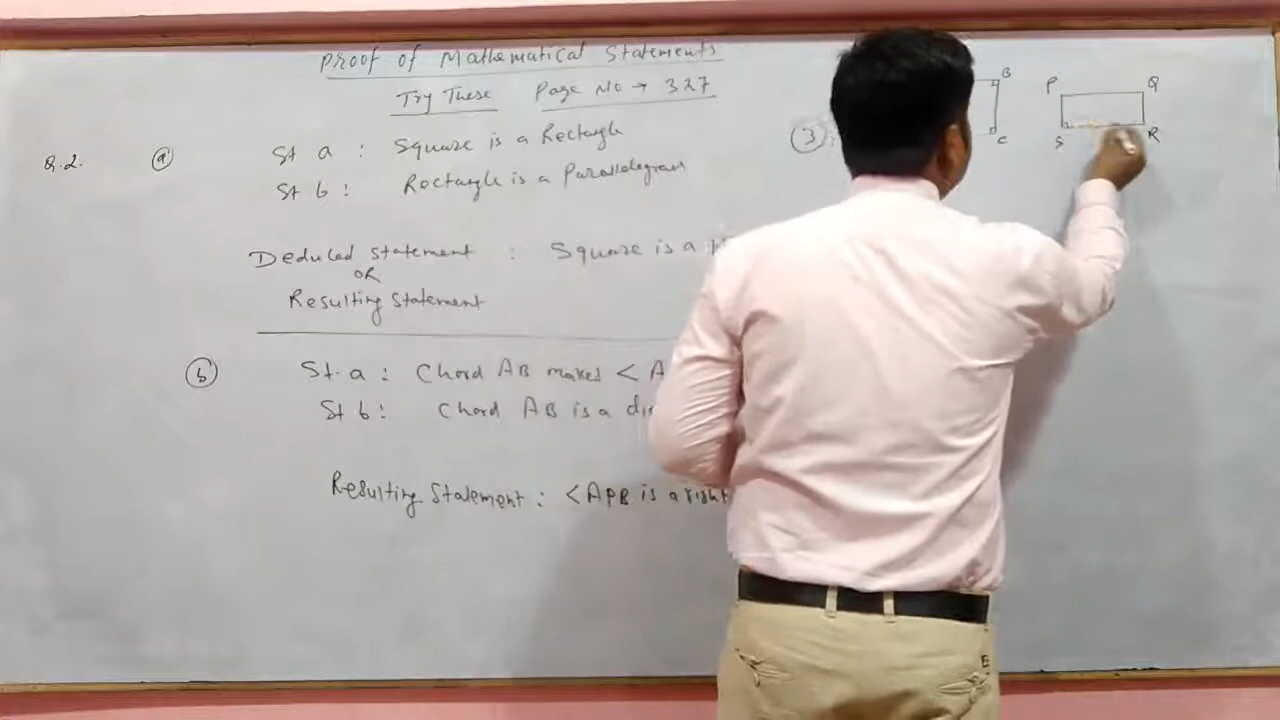 Proof of Mathematical Statements
Try These Page No → 327
Q.2. (a) St a : Square is a Rectangle
St b : Rectangle is a Parallelogram
Deduced statement : Square is a
OR
Resulting Statement
(b) St. a : Chord AB makes < A
St b : Chord AB is a
Resulting Statement : < APB is a right
(3)
B
C
P Q
S R